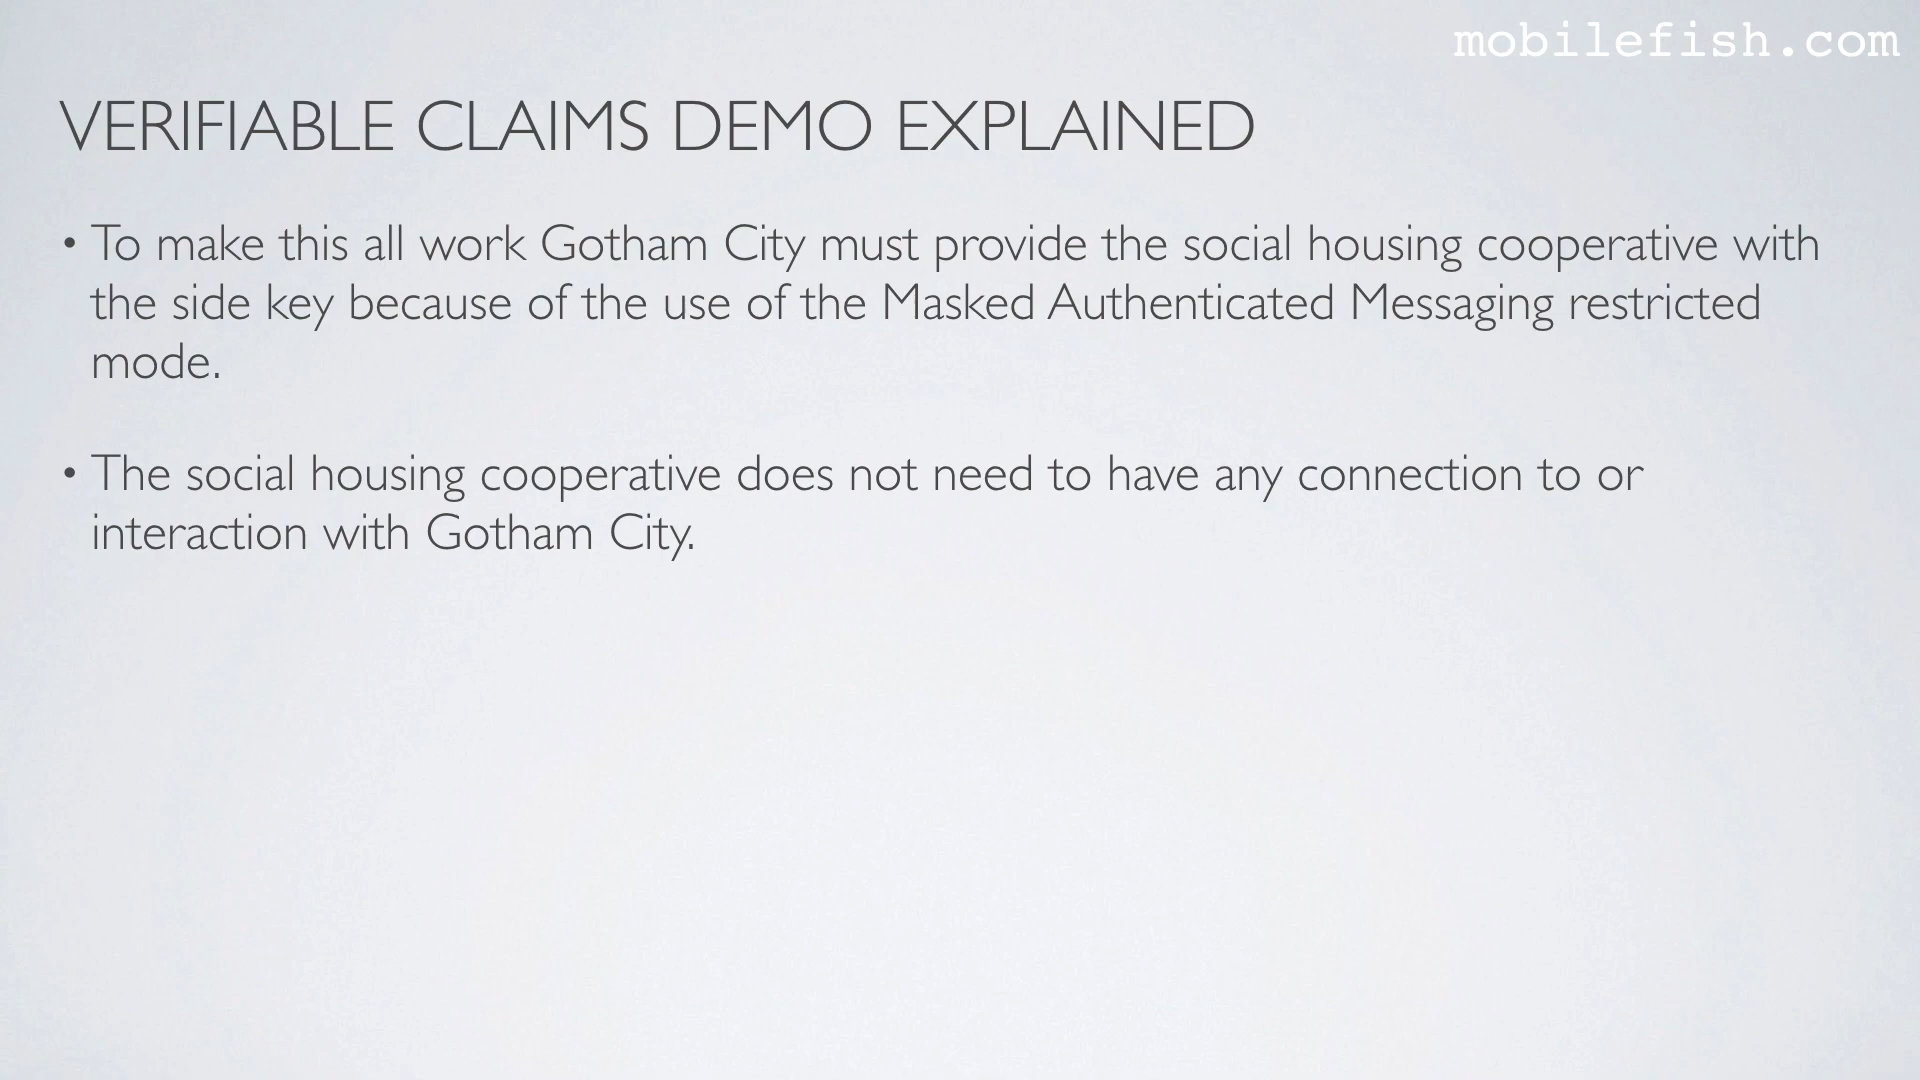 mobilefish.com
VERIFIABLE CLAIMS DEMO EXPLAINED
• To make this all work Gotham City must provide the social housing cooperative with
the side key because of the use of the Masked Authenticated Messaging restricted
mode.
• The social housing cooperative does not need to have any connection to or
interaction with Gotham City.